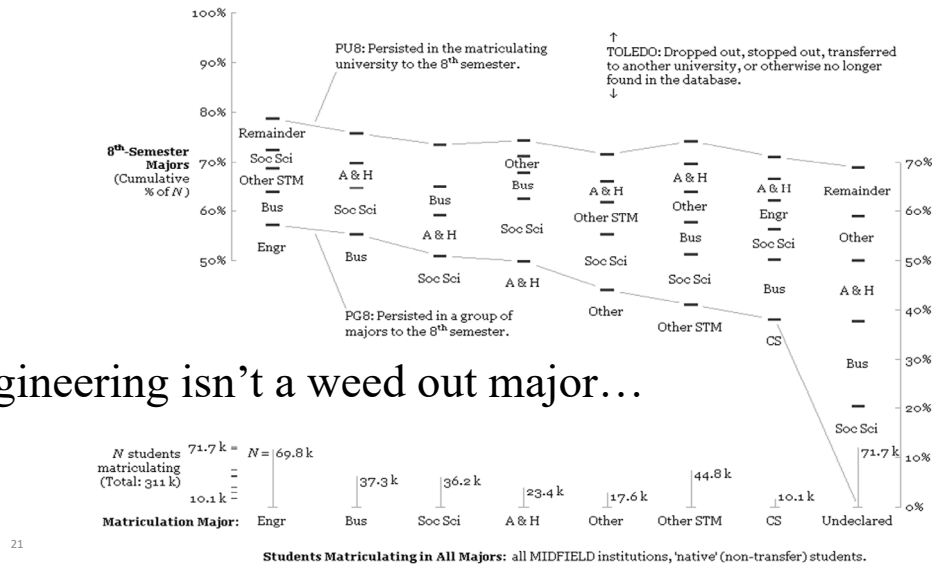 100%
PU8: Persisted in the matriculating
university to the 8th semester.
↑
TOLEDO: Dropped out, stopped out, transferred
to another university, or otherwise no longer
found in the database.
↓
90%
80%
8th-Semester
Majors
(Cumulative
% of N)
70%
60%
50%
Remainder
Soc Sci
Other STM
Bus
Engr
A & H
Soc Sci
Bus
Bus
A & H
Soc Sci
Other
Bus
Soc Sci
A & H
A & H
Other STM
Soc Sci
Other
A & H
Other
Bus
Soc Sci
Other STM
A & H
Engr
Soc Sci
Bus
CS
Remainder
Other
A & H
Bus
Soc Sci
70%
60%
50%
40%
30%
20%
10%
0%
PG8: Persisted in a group of
majors to the 8th semester.
gineering isn’t a weed out major…
N students
matriculating
(Total: 311 k)
71.7 k
10.1 k
N = 69.8 k
37.3 k
36.2 k
23.4 k
17.6 k
44.8 k
10.1 k
71.7 k
Matriculation Major: Engr Bus Soc Sci A & H Other Other STM CS Undeclared
21
Students Matriculating in All Majors: all MIDFIELD institutions, 'native' (non-transfer) students.